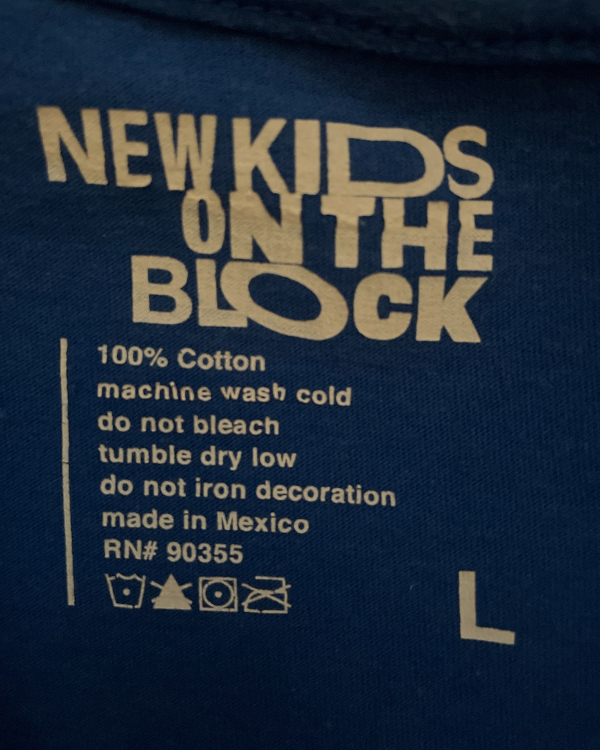 NEW KIDS
ON THE
BLOCK
100% Cotton
machine wash cold
do not bleach
tumble dry low
do not iron decoration
made in Mexico
RN# 90355
L